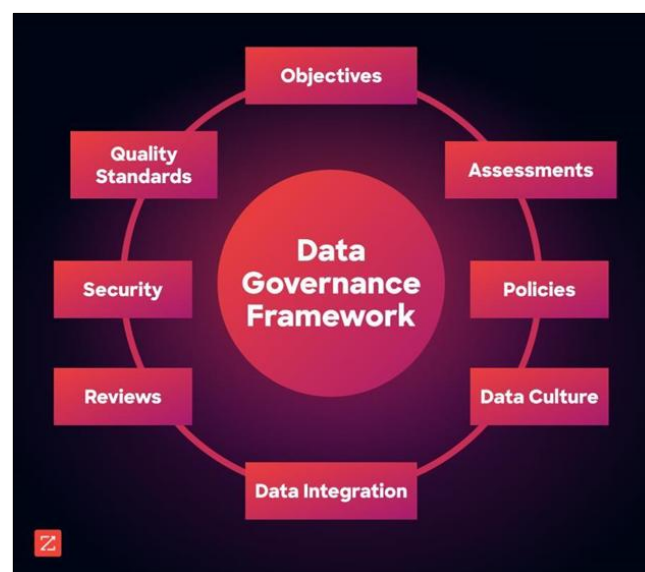 Objectives
Quality
Standards
Assessments
Data
Governance
Framework
Security
Policies
Reviews
Data Culture
Data Integration
Z